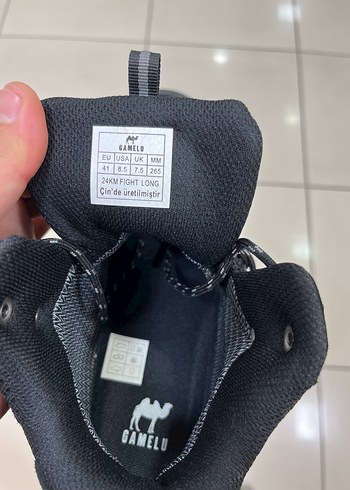 GAMELU
EU USA UK MM
41 8.5 7.5 265
24KM FIGHT LONG
Çin'de üretilmiştir
GAMELU